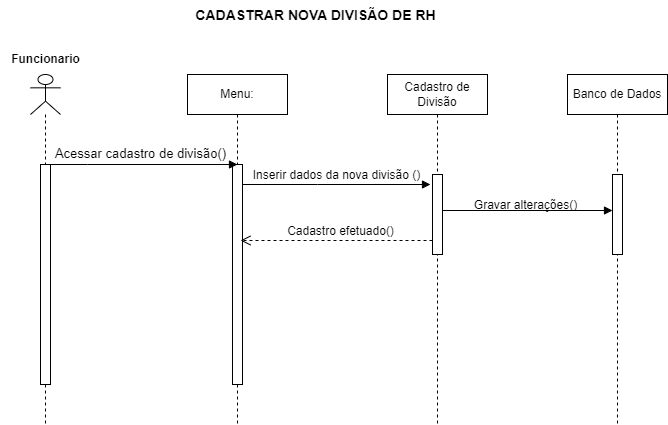 CADASTRAR NOVA DIVISÃO DE RH
Funcionario
Menu:
Cadastro de
Divisão
Banco de Dados
Acessar cadastro de divisão()
Inserir dados da nova divisão ()
Gravar alterações()
Cadastro efetuado()